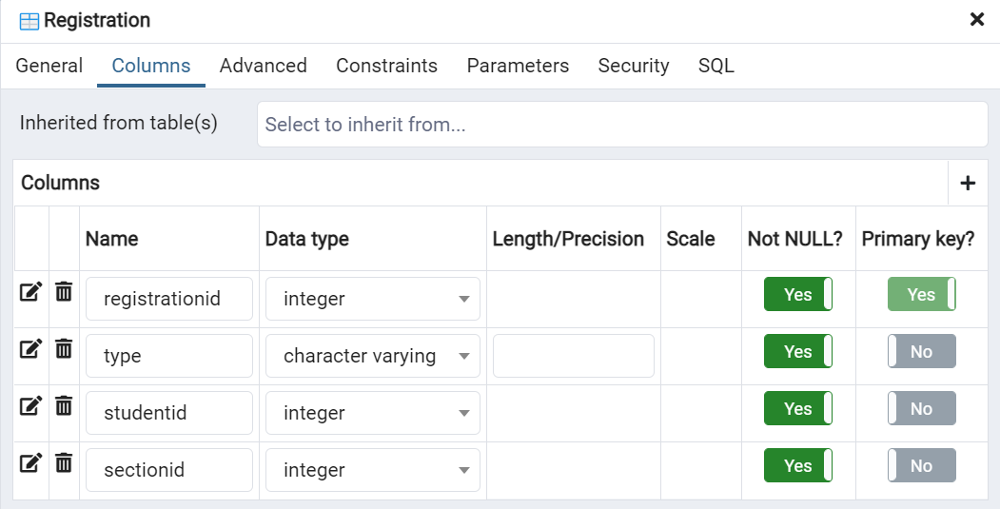 Registration
General Columns Advanced Constraints Parameters Security SQL
Inherited from table(s) Select to inherit from...
Columns
Name Data type Length/Precision Scale Not NULL? Primary key?
registrationid integer Yes Yes
type character varying Yes No
studentid integer Yes No
sectionid integer Yes No